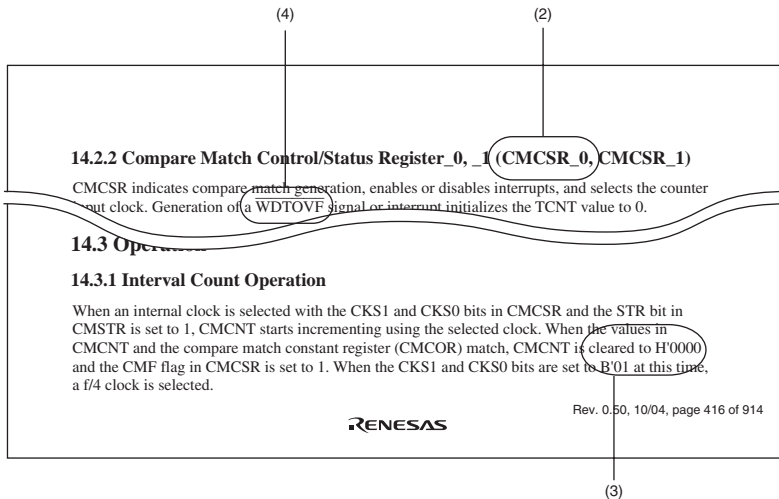 (4)
(2)
14.2.2 Compare Match Control/Status Register_0, _1 (CMCSR_0, CMCSR_1)
CMCSR indicates compare match generation, enables or disables interrupts, and selects the counter
input clock. Generation of a WDTOVF signal or interrupt initializes the TCNT value to 0.
14.3 Operation
14.3.1 Interval Count Operation
When an internal clock is selected with the CKS1 and CKS0 bits in CMCSR and the STR bit in
CMSTR is set to 1, CMCNT starts incrementing using the selected clock. When the values in
CMCNT and the compare match constant register (CMCOR) match, CMCNT is cleared to H'0000
and the CMF flag in CMCSR is set to 1. When the CKS1 and CKS0 bits are set to B'01 at this time,
a f/4 clock is selected.
RENESAS
Rev. 0.50, 10/04, page 416 of 914
(3)